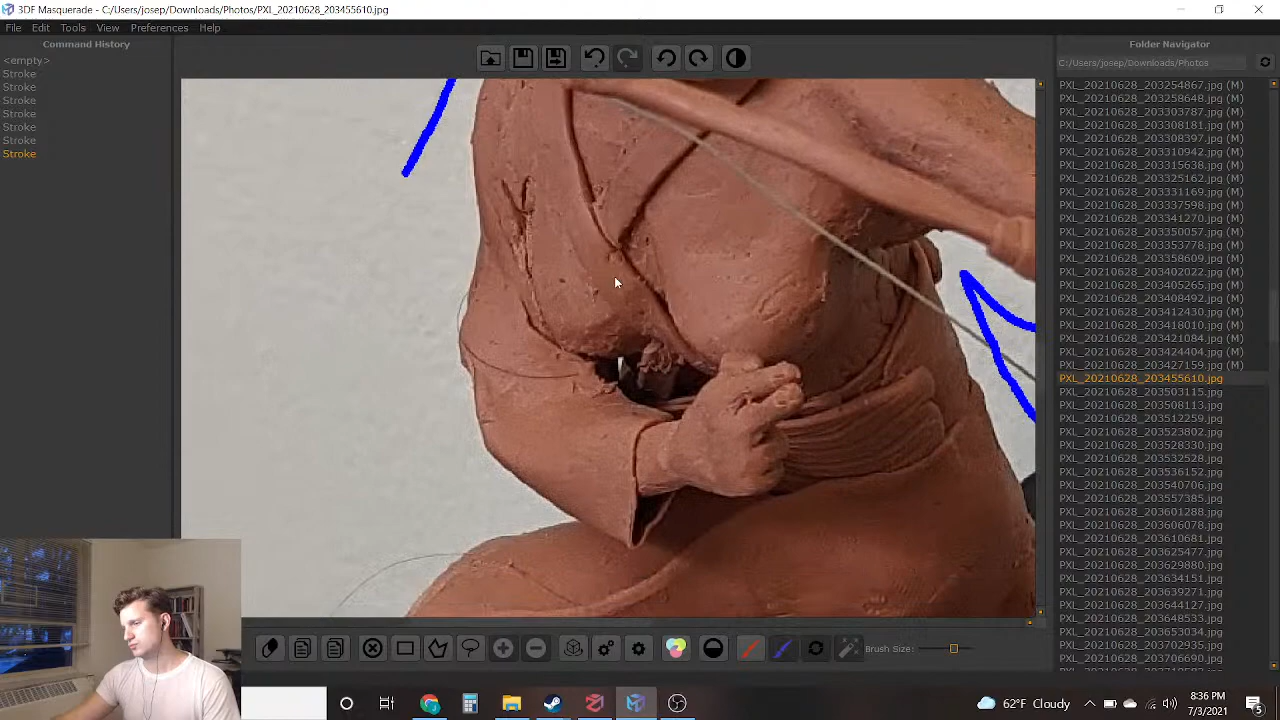 3DF Masquerade - C:/Users/josep/Downloads/Photos/PXL_20210628_203455610.jpg
File Edit Tools View Preferences Help
Command History
<empty>
Stroke
Stroke
Stroke
Stroke
Stroke
Stroke
Stroke
Folder Navigator
C:/Users/josep/Downloads/Photos
PXL_20210628_203254867.jpg (M)
PXL_20210628_203258648.jpg (M)
PXL_20210628_203303787.jpg (M)
PXL_20210628_203308181.jpg (M)
PXL_20210628_203308397.jpg (M)
PXL_20210628_203310942.jpg (M)
PXL_20210628_203315638.jpg (M)
PXL_20210628_203325162.jpg (M)
PXL_20210628_203331169.jpg (M)
PXL_20210628_203337598.jpg (M)
PXL_20210628_203341270.jpg (M)
PXL_20210628_203350057.jpg (M)
PXL_20210628_203353778.jpg (M)
PXL_20210628_203358609.jpg (M)
PXL_20210628_203402022.jpg (M)
PXL_20210628_203405265.jpg (M)
PXL_20210628_203408492.jpg (M)
PXL_20210628_203412430.jpg (M)
PXL_20210628_203418010.jpg (M)
PXL_20210628_203421084.jpg (M)
PXL_20210628_203424404.jpg (M)
PXL_20210628_203427159.jpg (M)
PXL_20210628_203455610.jpg
PXL_20210628_203503115.jpg
PXL_20210628_203508113.jpg
PXL_20210628_203512259.jpg
PXL_20210628_203523802.jpg
PXL_20210628_203528330.jpg
PXL_20210628_203532528.jpg
PXL_20210628_203536152.jpg
PXL_20210628_203540706.jpg
PXL_20210628_203557385.jpg
PXL_20210628_203601288.jpg
PXL_20210628_203606078.jpg
PXL_20210628_203610681.jpg
PXL_20210628_203625477.jpg
PXL_20210628_203629880.jpg
PXL_20210628_203634151.jpg
PXL_20210628_203639271.jpg
PXL_20210628_203644127.jpg
PXL_20210628_203648533.jpg
PXL_20210628_203653034.jpg
PXL_20210628_203702935.jpg
PXL_20210628_203706690.jpg
Brush Size:
62°F Cloudy
8:36 PM
7/3/2021
5